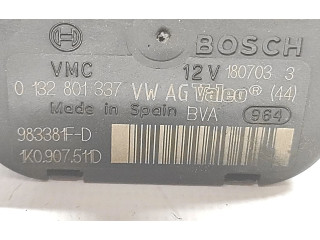 BOSCH
VMC 12V 180703 3
0 132 801 337 VW AG Valeo® (44)
Made in Spain BVA 964
983381F-D
1K0.907.511D